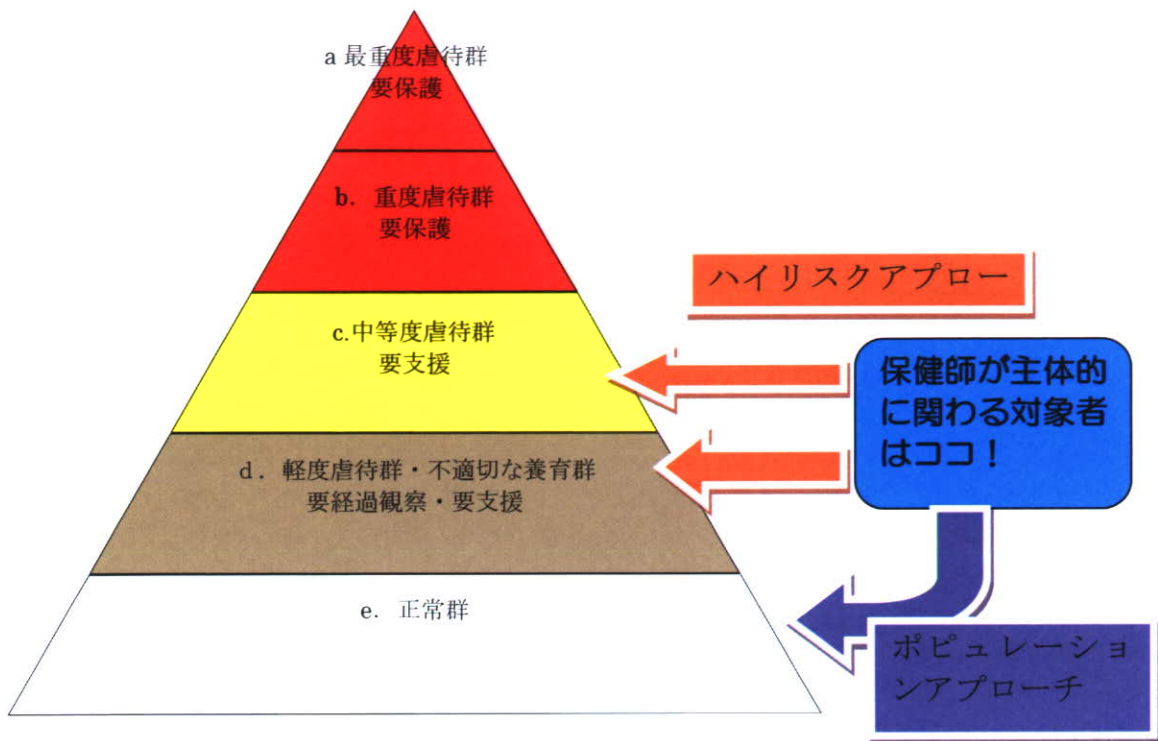 a 最重度虐待群
要保護
b. 重度虐待群
要保護
ハイリスクアプロー
c.中等度虐待群
要支援
保健師が主体的
に関わる対象者
はココ！
d. 軽度虐待群・不適切な養育群
要経過観察・要支援
e. 正常群
ポピュレーショ
ンアプローチ